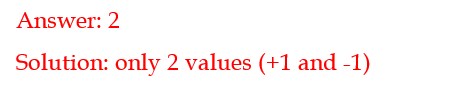 Answer: 2
Solution: only 2 values (+1 and -1)